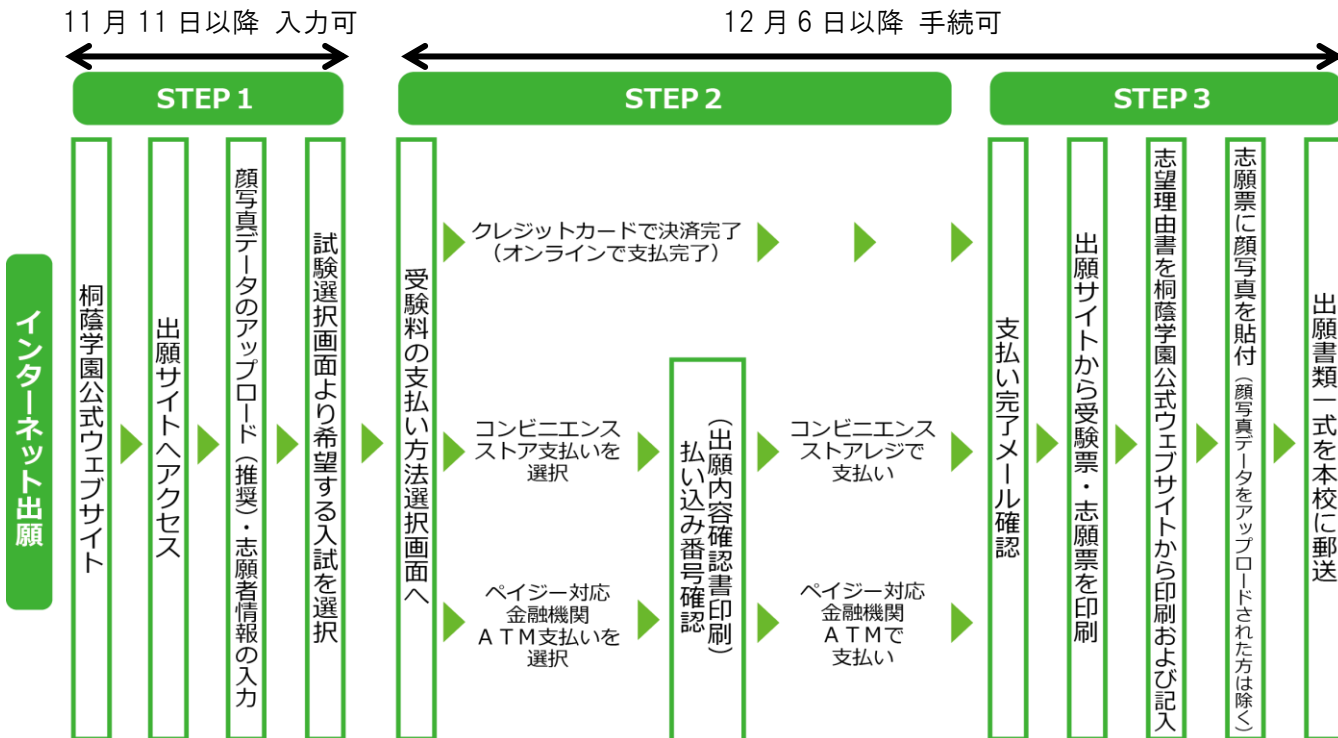 11月11日以降 入力可
12月6日以降 手続可
STEP 1
STEP 2
STEP 3
インターネット出願
桐蔭学園公式ウェブサイト
出願サイトへアクセス
顔写真データのアップロード（推奨）・志願者情報の入力
試験選択画面より希望する入試を選択
受験料の支払い方法選択画面へ
クレジットカードで決済完了
（オンラインで支払完了）
コンビニエンス
ストア支払いを
選択
ペイジー対応
金融機関
ＡＴＭ支払いを
選択
払い込み番号確認
（出願内容確認書印刷）
コンビニエンス
ストアレジで
支払い
ペイジー対応
金融機関
ＡＴＭで
支払い
支払い完了メール確認
出願サイトから受験票・志願票を印刷
志望理由書を桐蔭学園公式ウェブサイトから印刷および記入
志願票に顔写真を貼付（顔写真データをアップロードされた方は除く）
出願書類一式を本校に郵送